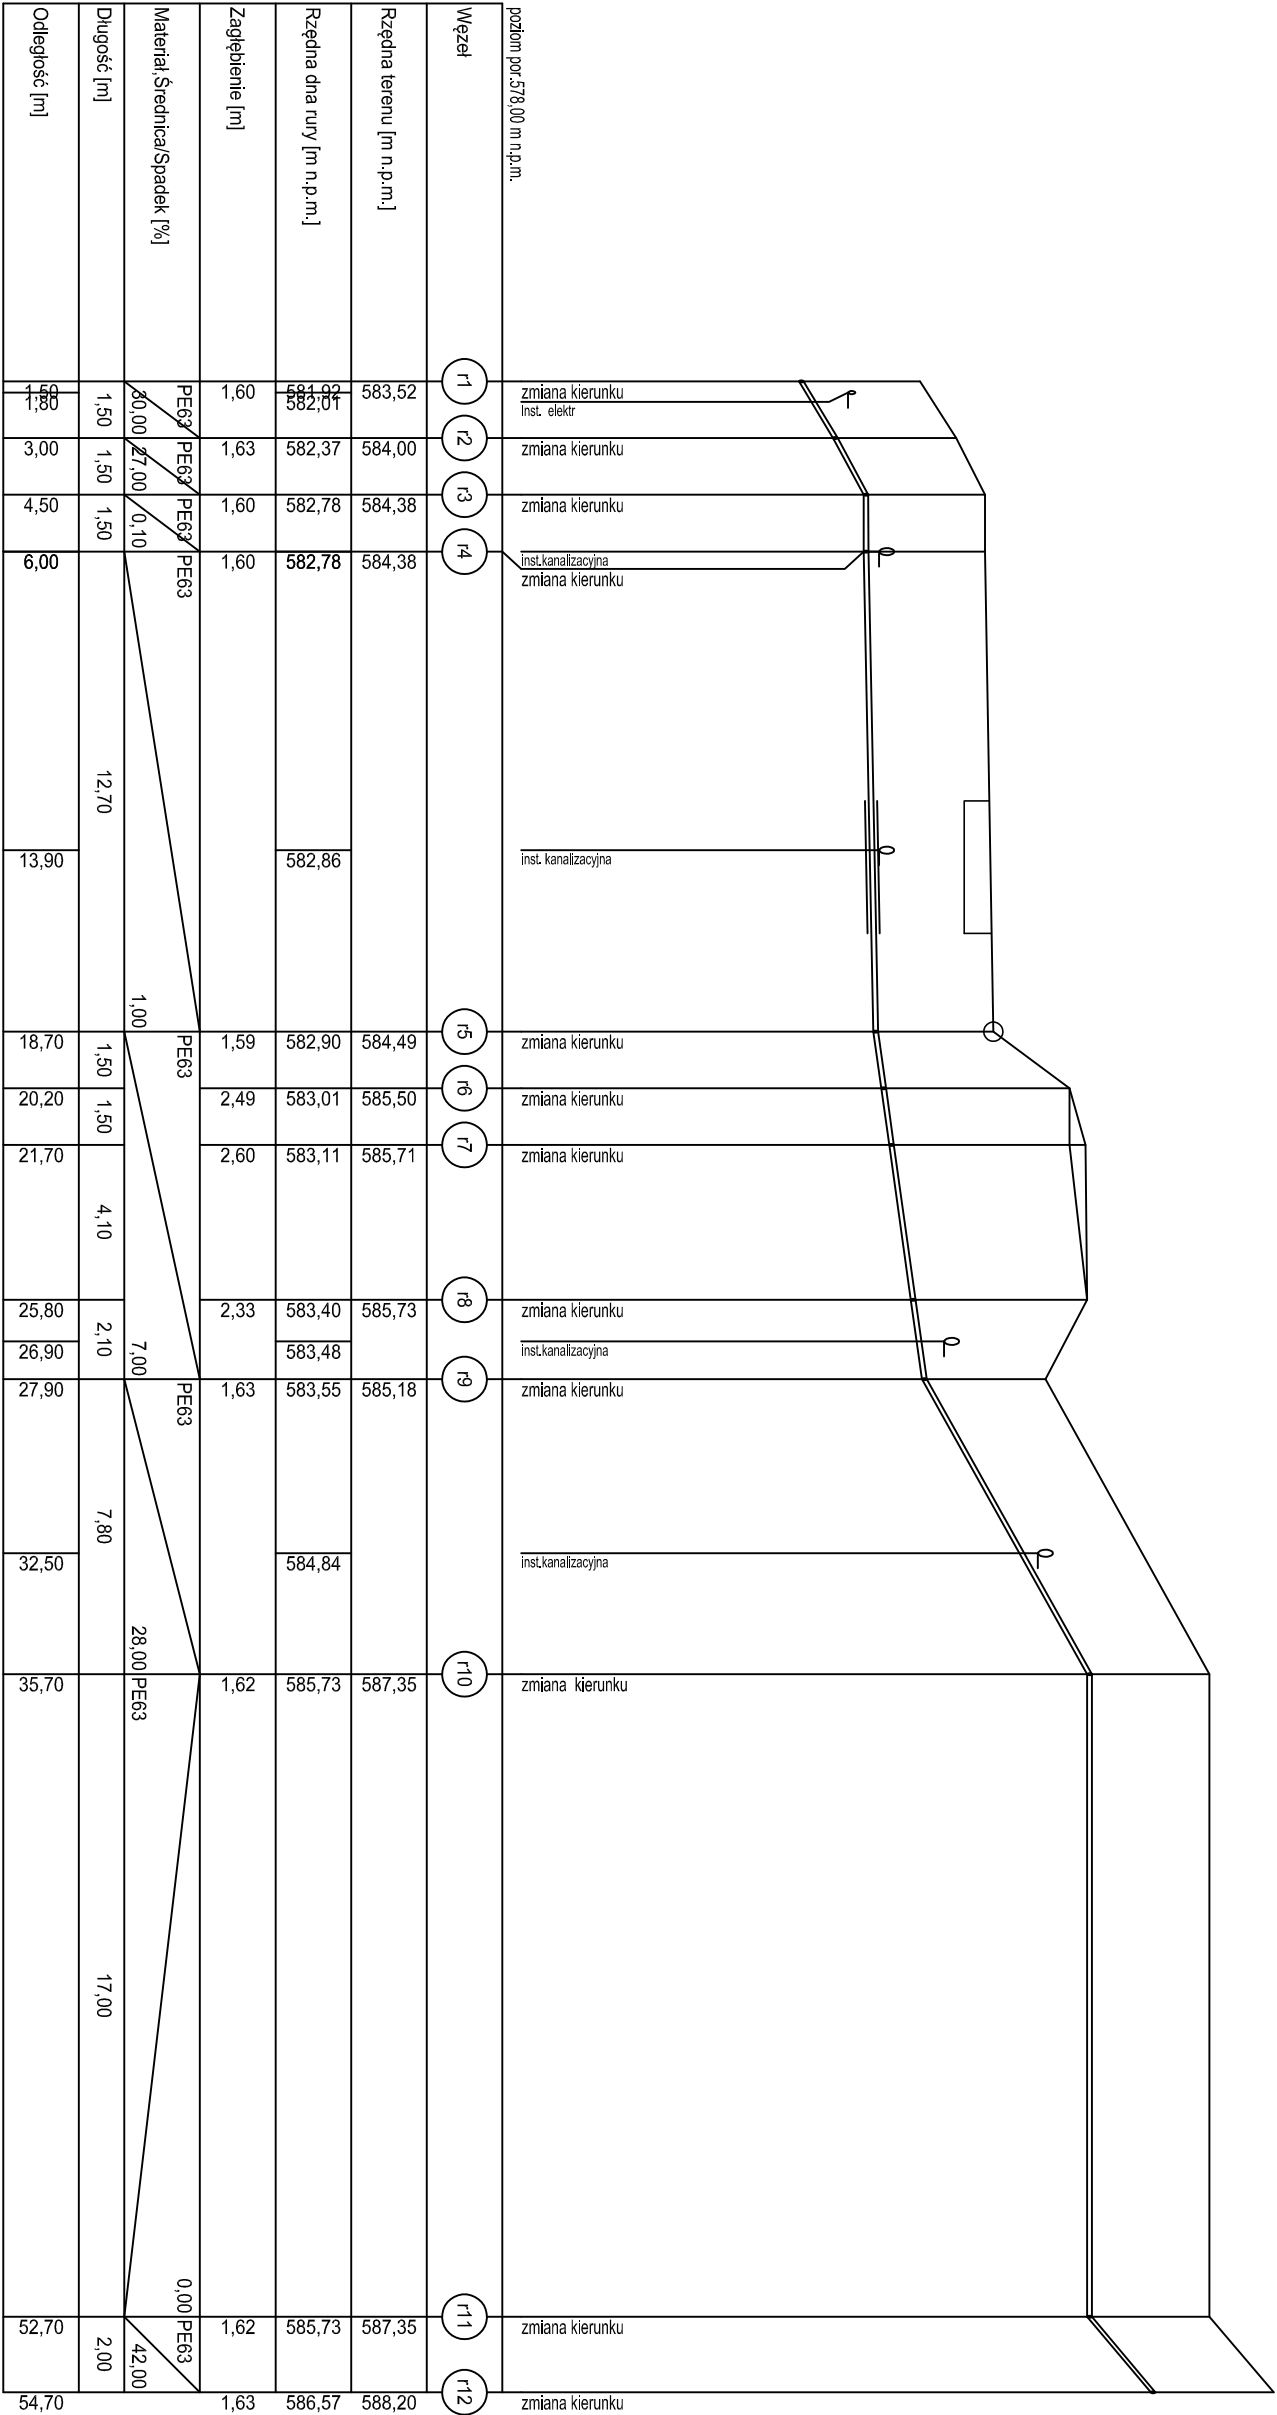 poziom por.578,00 m n.p.m.
Węzeł
r1
r2
r3
r4
r5
r6
r7
r8
r9
r10
r11
r12
zmiana kierunku
Inst. elektr
zmiana kierunku
zmiana kierunku
inst.kanalizacyjna
zmiana kierunku
inst. kanalizacyjna
zmiana kierunku
zmiana kierunku
zmiana kierunku
zmiana kierunku
inst.kanalizacyjna
zmiana kierunku
inst.kanalizacyjna
zmiana kierunku
zmiana kierunku
zmiana kierunku
Rzędna terenu [m n.p.m.]
583,52
584,00
584,38
584,38
584,49
585,50
585,71
585,73
585,18
587,35
587,35
588,20
Rzędna dna rury [m n.p.m.]
581,92
582,01
582,37
582,78
582,78
582,86
582,90
583,01
583,11
583,40
583,48
583,55
584,84
585,73
585,73
586,57
Zagłębienie [m]
1,60
1,63
1,60
1,60
1,59
2,49
2,60
2,33
1,63
1,62
1,62
1,63
Materiał,Średnica/Spadek [%]
PE63
30,00
PE63
27,00
PE63
0,10
PE63
1,00
PE63
7,00
PE63
28,00
PE63
0,00
PE63
42,00
Długość [m]
1,50
1,50
1,50
12,70
1,50
1,50
4,10
2,10
7,80
17,00
2,00
Odległość [m]
1,50
1,80
3,00
4,50
6,00
13,90
18,70
20,20
21,70
25,80
26,90
27,90
32,50
35,70
52,70
54,70